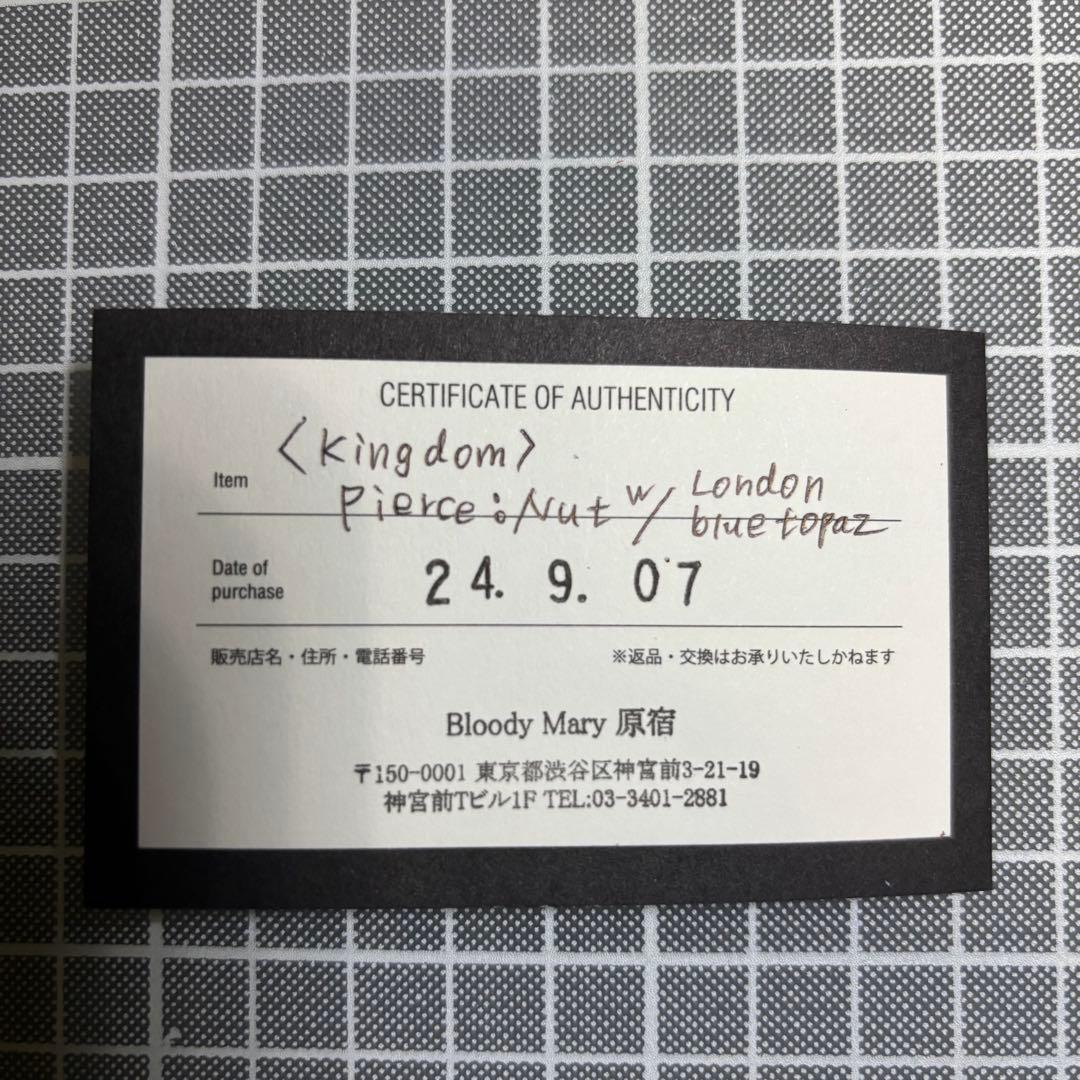 CERTIFICATE OF AUTHENTICITY
〈Kingdom〉
Item
Pierce:Nut w/ London blue topaz
Date of purchase 24. 9. 07
販売店名・住所・電話番号 ※返品・交換はお承りいたしかねます
Bloody Mary 原宿
〒150-0001 東京都渋谷区神宮前3-21-19
神宮前Tビル1F TEL:03-3401-2881